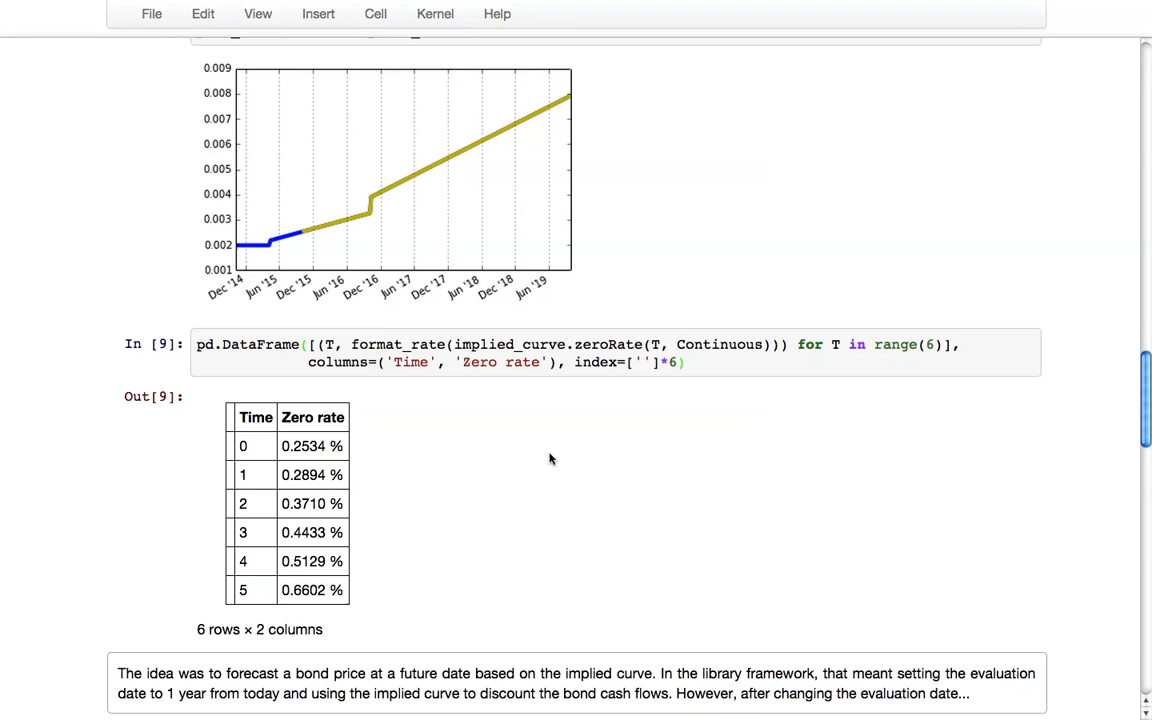 File Edit View Insert Cell Kernel Help
0.009
0.008
0.007
0.006
0.005
0.004
0.003
0.002
0.001
Dec '14 Jun '15 Dec '15 Jun '16 Dec '16 Jun '17 Dec '17 Jun '18 Dec '18 Jun '19
In [9]: pd.DataFrame([(T, format_rate(implied_curve.zeroRate(T, Continuous))) for T in range(6)],
columns=('Time', 'Zero rate'), index=['']*6)
Out[9]:
Time Zero rate
0 0.2534 %
1 0.2894 %
2 0.3710 %
3 0.4433 %
4 0.5129 %
5 0.6602 %
6 rows × 2 columns
The idea was to forecast a bond price at a future date based on the implied curve. In the library framework, that meant setting the evaluation
date to 1 year from today and using the implied curve to discount the bond cash flows. However, after changing the evaluation date...